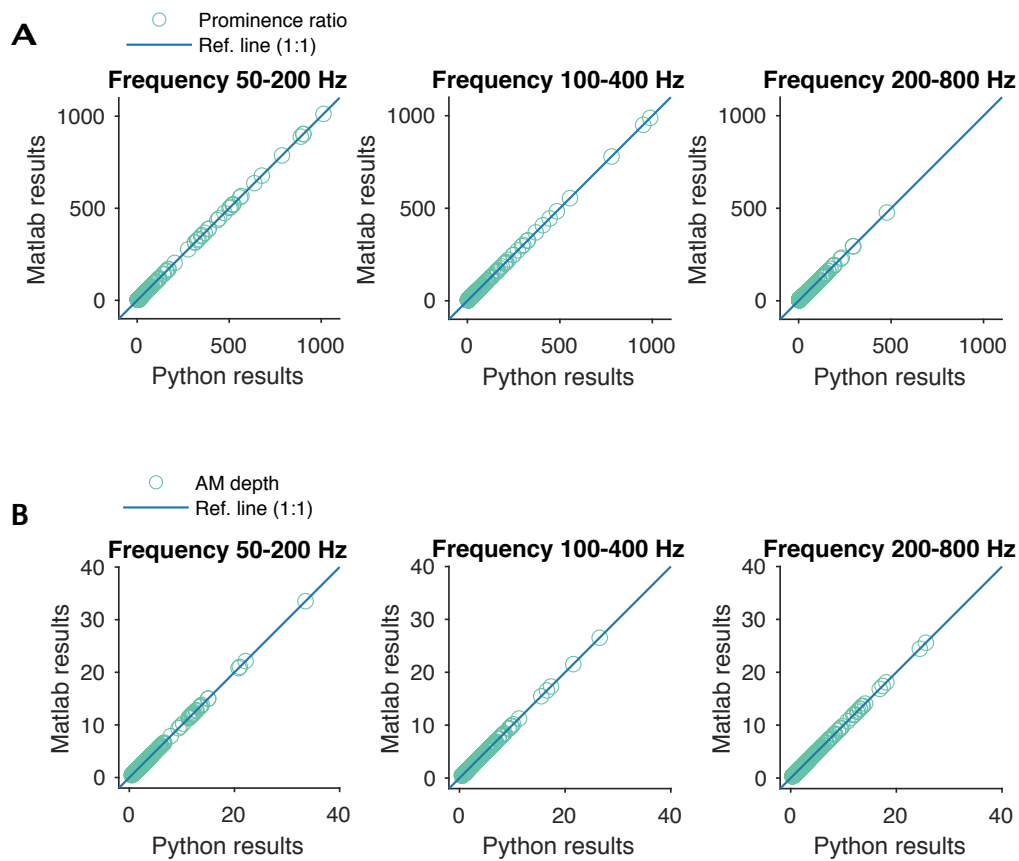 A
Prominence ratio
Ref. line (1:1)
Frequency 50-200 Hz
Frequency 100-400 Hz
Frequency 200-800 Hz
1000
500
0
Matlab results
0 500 1000
Python results
1000
500
0
Matlab results
0 500 1000
Python results
1000
500
0
Matlab results
0 500 1000
Python results
B
AM depth
Ref. line (1:1)
Frequency 50-200 Hz
Frequency 100-400 Hz
Frequency 200-800 Hz
40
30
20
10
0
Matlab results
0 20 40
Python results
40
30
20
10
0
Matlab results
0 20 40
Python results
40
30
20
10
0
Matlab results
0 20 40
Python results